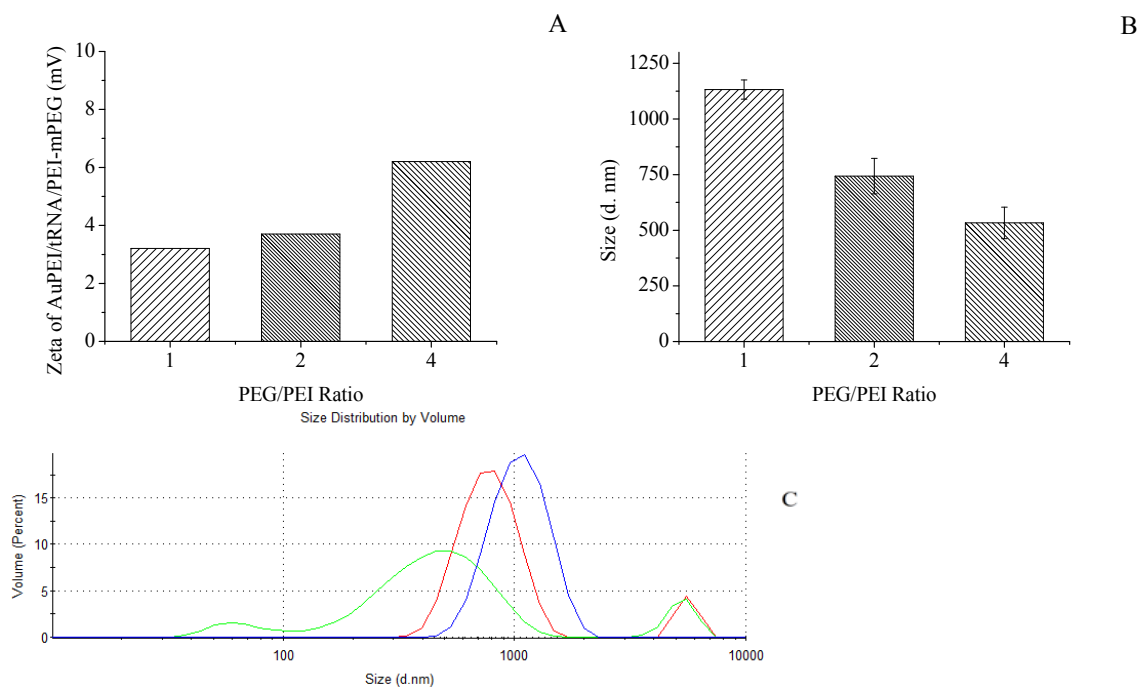 A
Zeta of AuPEI/tRNA/PEI-mPEG (mV)
10
8
6
4
2
0
1 2 4
PEG/PEI Ratio
B
Size (d. nm)
1250
1000
750
500
250
0
1 2 4
PEG/PEI Ratio
Size Distribution by Volume
C
Volume (Percent)
15
10
5
0
100 1000 10000
Size (d.nm)